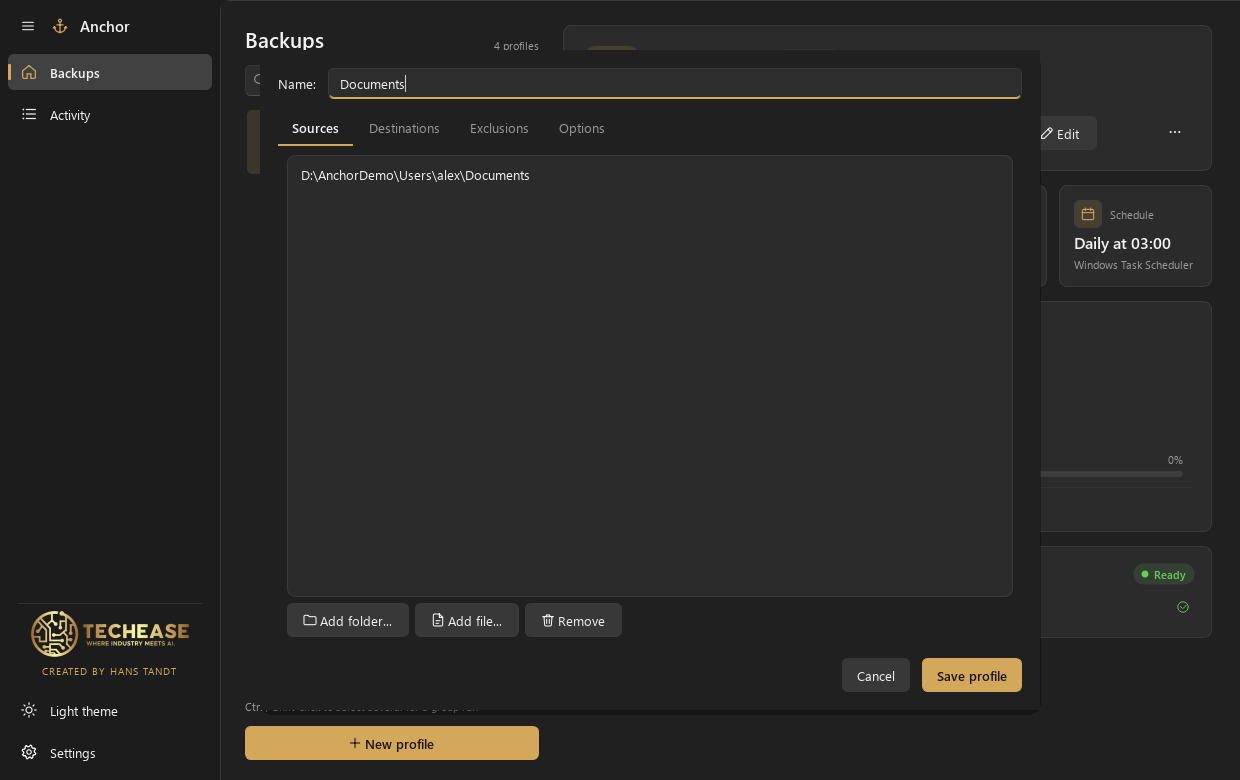 Anchor
Backups
Activity
TECHEASE
WHERE INDUSTRY MEETS AI.
CREATED BY HANS TANDT
Light theme
Settings
Backups
4 profiles
Name:
Documents
Sources Destinations Exclusions Options
D:\AnchorDemo\Users\alex\Documents
Add folder...
Add file...
Remove
Cancel
Save profile
Edit
Schedule
Daily at 03:00
Windows Task Scheduler
0%
Ready
New profile